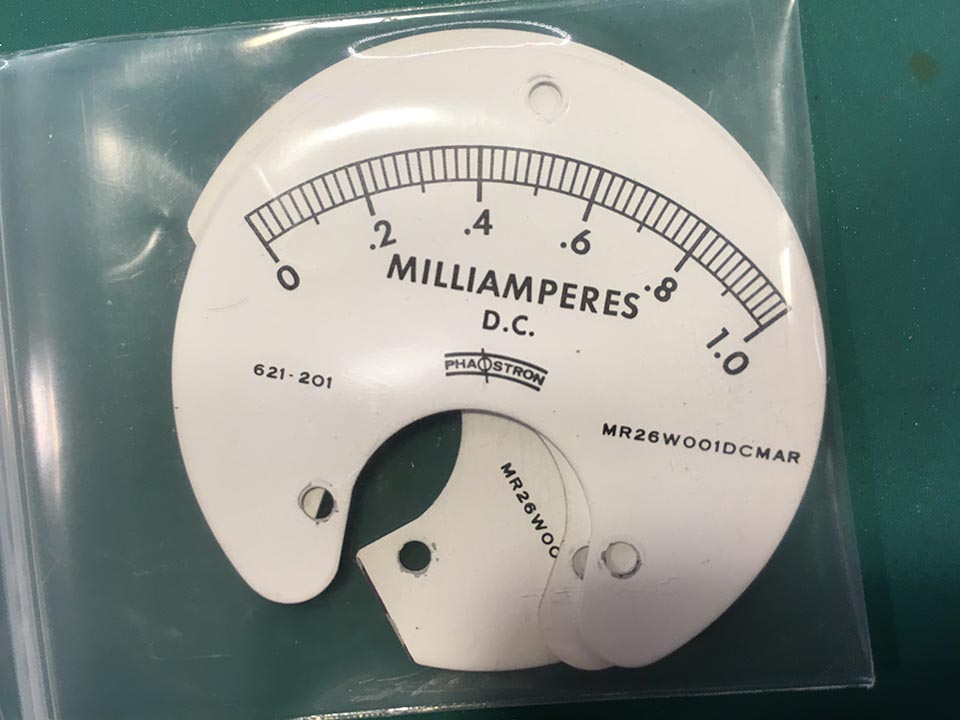 0 .2 .4 .6 .8 1.0
MILLIAMPERES
D.C.
PHAOSTRON
621-201
MR26W001DCMAR
MR26W00